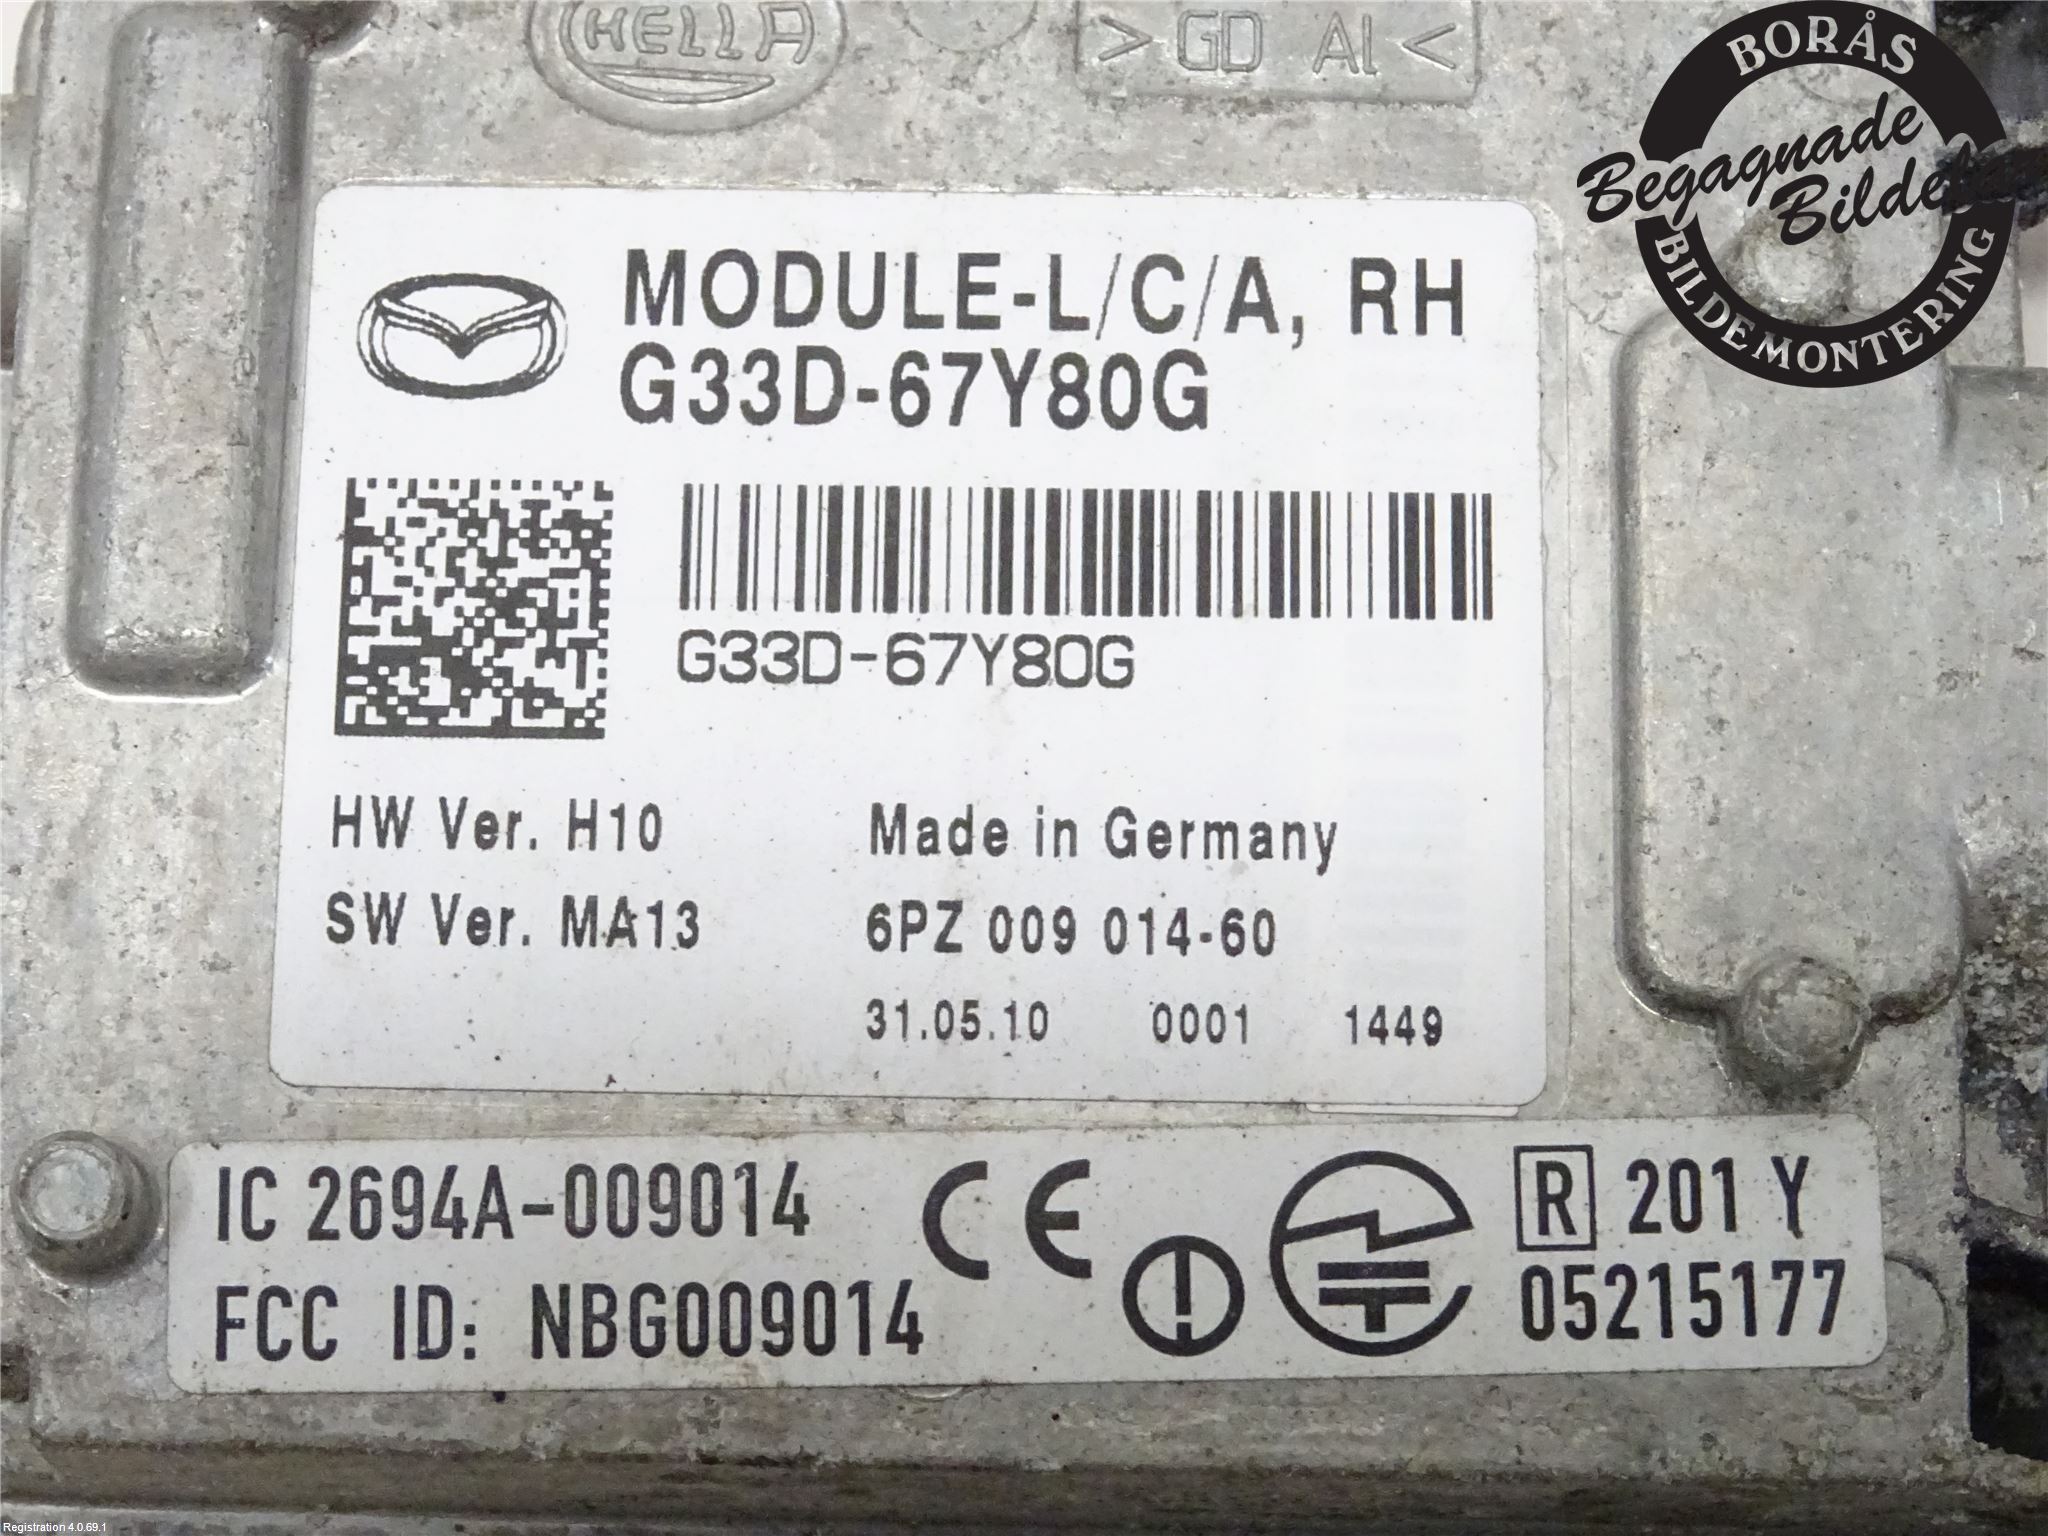 HELLA
> GD Al <
BORÅS
Begagnade
BILDEMONTERING
MODULE-L/C/A, RH
G33D-67Y80G
G33D-67Y80G
HW Ver. H10
Made in Germany
SW Ver. MA13
6PZ 009 014-60
31.05.10 0001 1449
IC 2694A-009014
CE
R 201 Y
FCC ID: NBG009014
05215177
Registration 4.0.69.1